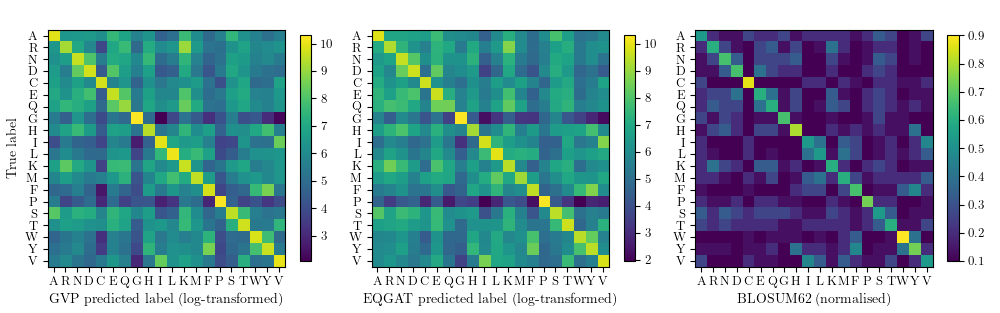 True label
A
R
N
D
C
E
Q
G
H
I
L
K
M
F
P
S
T
W
Y
V
A R N D C E Q G H I L K M F P S T W Y V
GVP predicted label (log-transformed)
10
9
8
7
6
5
4
3
A
R
N
D
C
E
Q
G
H
I
L
K
M
F
P
S
T
W
Y
V
A R N D C E Q G H I L K M F P S T W Y V
EQGAT predicted label (log-transformed)
10
9
8
7
6
5
4
3
2
A
R
N
D
C
E
Q
G
H
I
L
K
M
F
P
S
T
W
Y
V
A R N D C E Q G H I L K M F P S T W Y V
BLOSUM62 (normalised)
0.9
0.8
0.7
0.6
0.5
0.4
0.3
0.2
0.1